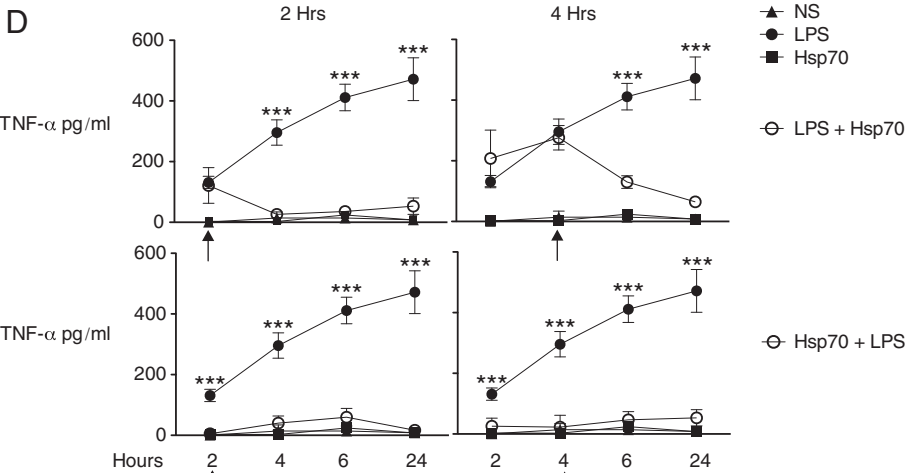 D
2 Hrs
4 Hrs
NS
LPS
Hsp70
LPS + Hsp70
TNF-α pg/ml
600
400
200
0
***
***
***
***
***
TNF-α pg/ml
600
400
200
0
***
***
***
***
***
***
***
***
Hsp70 + LPS
Hours
2
4
6
24
2
4
6
24